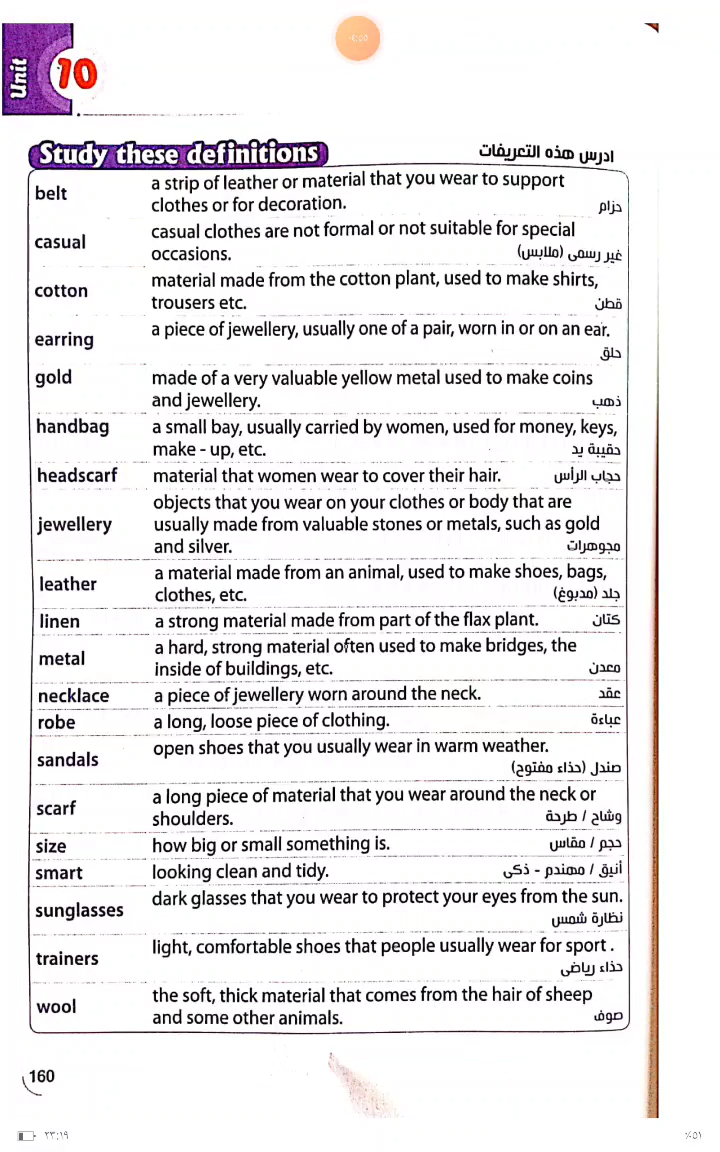 ٠٤:٥٥
Unit 10
Study these definitions
ادرس هذه التعريفات
belt
a strip of leather or material that you wear to support
clothes or for decoration.
حزام
casual
casual clothes are not formal or not suitable for special
occasions.
غير رسمى (ملابس)
cotton
material made from the cotton plant, used to make shirts,
trousers etc.
قطن
earring
a piece of jewellery, usually one of a pair, worn in or on an ear.
حلق
gold
made of a very valuable yellow metal used to make coins
and jewellery.
ذهب
handbag
a small bay, usually carried by women, used for money, keys,
make - up, etc.
حقيبة يد
headscarf
material that women wear to cover their hair.
حجاب الرأس
jewellery
objects that you wear on your clothes or body that are
usually made from valuable stones or metals, such as gold
and silver.
مجوهرات
leather
a material made from an animal, used to make shoes, bags,
clothes, etc.
جلد (مدبوغ)
linen
a strong material made from part of the flax plant.
كتان
metal
a hard, strong material often used to make bridges, the
inside of buildings, etc.
معدن
necklace
a piece of jewellery worn around the neck.
عقد
robe
a long, loose piece of clothing.
عباءة
sandals
open shoes that you usually wear in warm weather.
صندل (حذاء مفتوح)
scarf
a long piece of material that you wear around the neck or
shoulders.
وشاح / طرحة
size
how big or small something is.
حجم / مقاس
smart
looking clean and tidy.
أنيق / مهندم - ذكى
sunglasses
dark glasses that you wear to protect your eyes from the sun.
نظارة شمس
trainers
light, comfortable shoes that people usually wear for sport .
حذاء رياضى
wool
the soft, thick material that comes from the hair of sheep
and some other animals.
صوف
160
٢٣:١٩
٪٥١